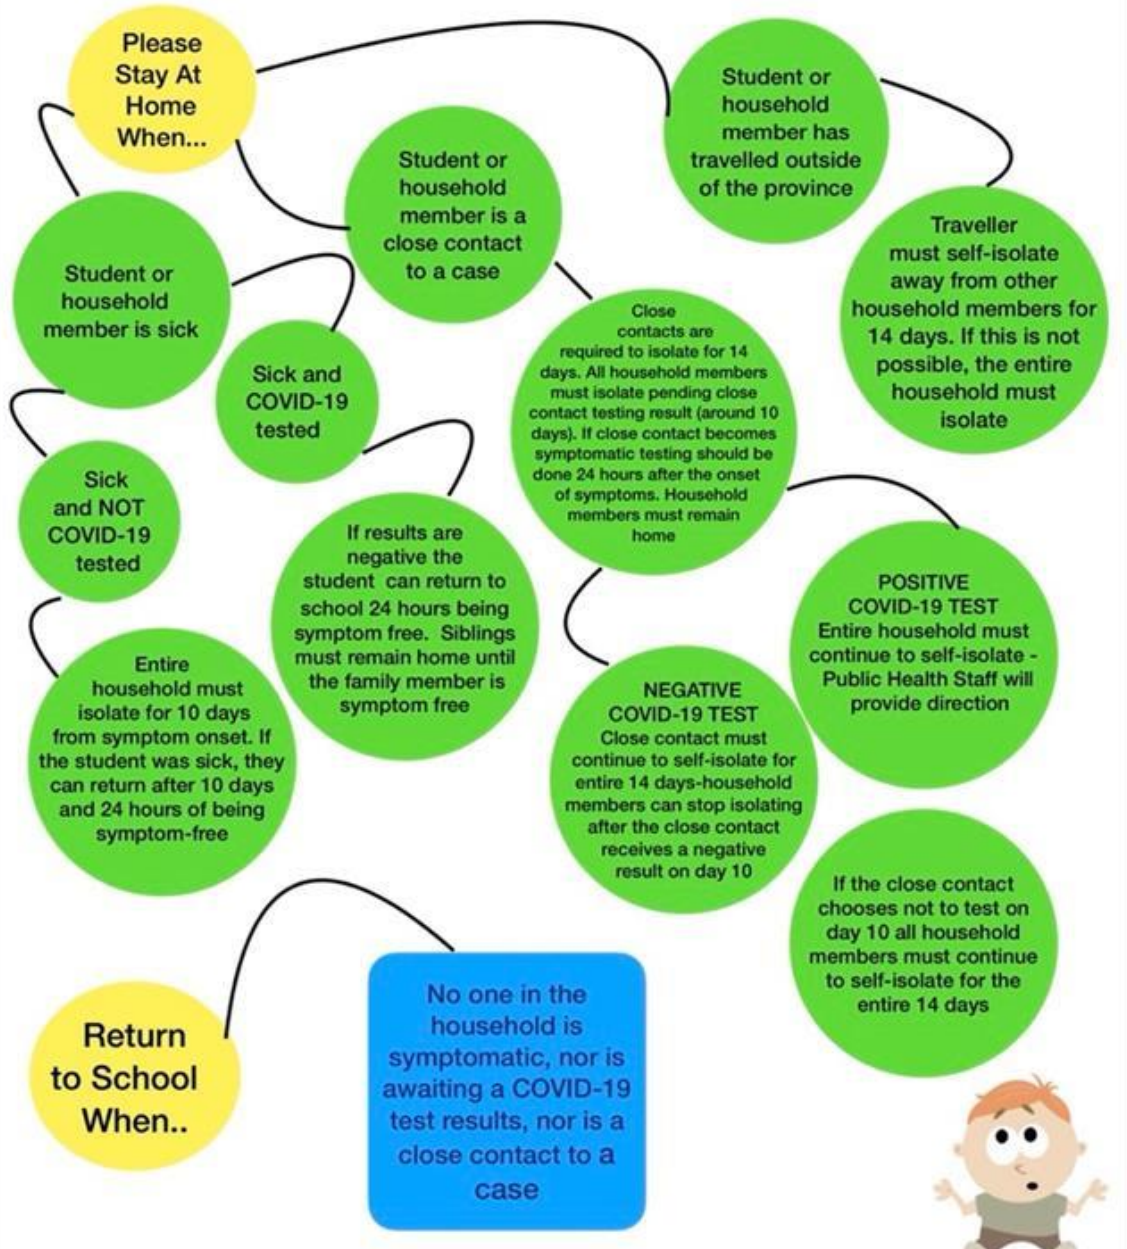 Please
Stay At
Home
When...
Student or
household
member has
travelled outside
of the province
Student or
household
member is a
close contact
to a case
Traveller
must self-isolate
away from other
household members for
14 days. If this is not
possible, the entire
household must
isolate
Student or
household
member is sick
Sick and
COVID-19
tested
Close
contacts are
required to isolate for 14
days. All household members
must isolate pending close
contact testing result (around 10
days). If close contact becomes
symptomatic testing should be
done 24 hours after the onset
of symptoms. Household
members must remain
home
Sick
and NOT
COVID-19
tested
If results are
negative the
student can return to
school 24 hours being
symptom free. Siblings
must remain home until
the family member is
symptom free
POSITIVE
COVID-19 TEST
Entire household must
continue to self-isolate -
Public Health Staff will
provide direction
Entire
household must
isolate for 10 days
from symptom onset. If
the student was sick, they
can return after 10 days
and 24 hours of being
symptom-free
NEGATIVE
COVID-19 TEST
Close contact must
continue to self-isolate for
entire 14 days-household
members can stop isolating
after the close contact
receives a negative
result on day 10
If the close contact
chooses not to test on
day 10 all household
members must continue
to self-isolate for the
entire 14 days
Return
to School
When..
No one in the
household is
symptomatic, nor is
awaiting a COVID-19
test results, nor is a
close contact to a
case